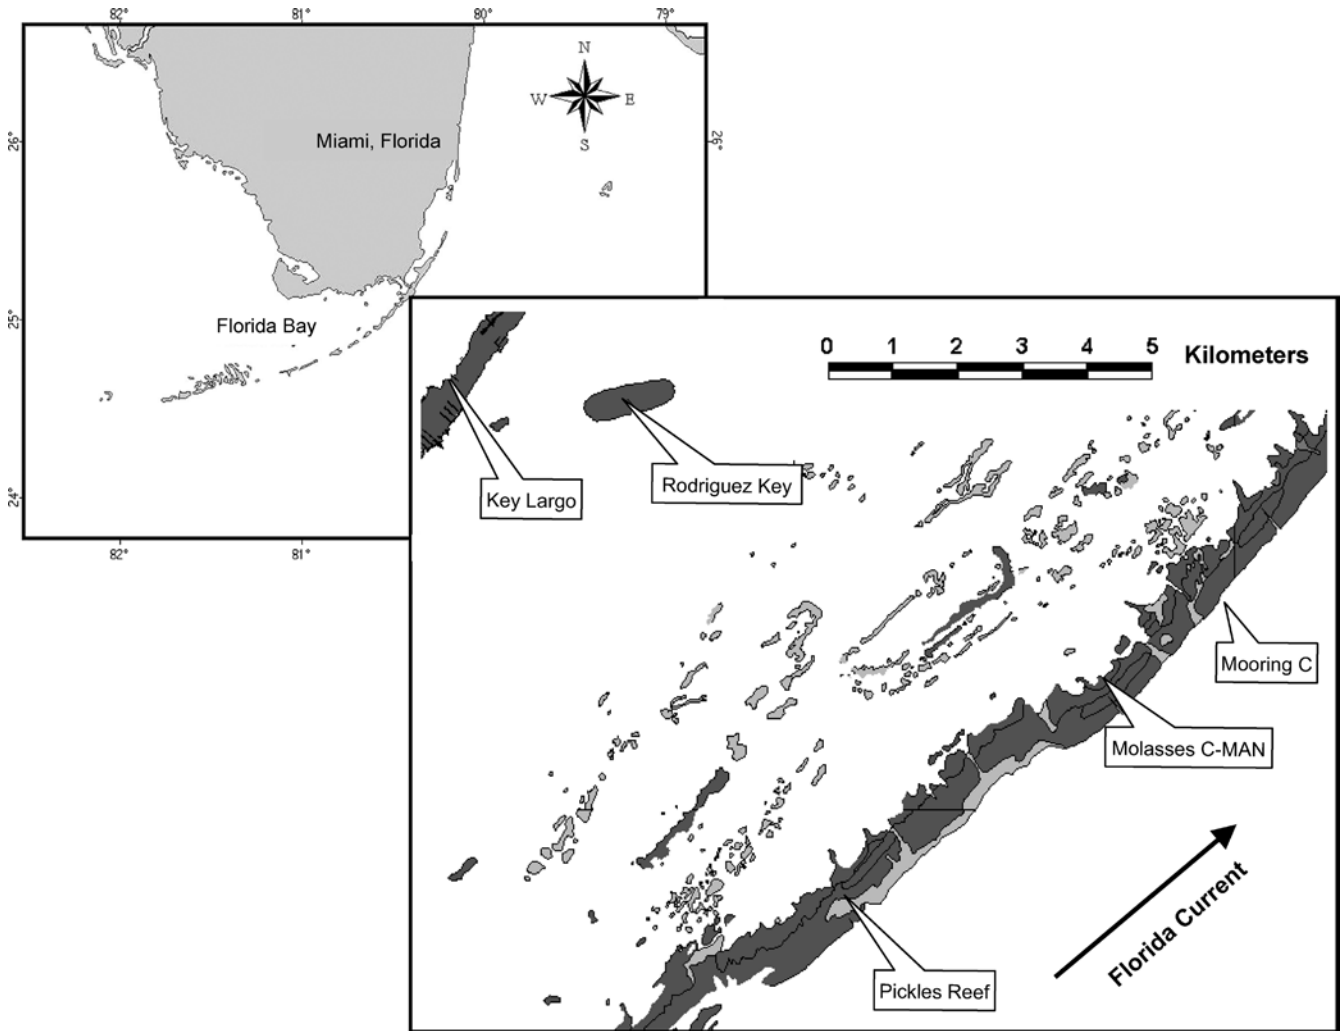 82°
81°
80°
79°
N
W
E
S
Miami, Florida
26°
26°
25°
Florida Bay
24°
82°
81°
0 1 2 3 4 5
Kilometers
Key Largo
Rodriguez Key
Mooring C
Molasses C-MAN
Florida Current
Pickles Reef